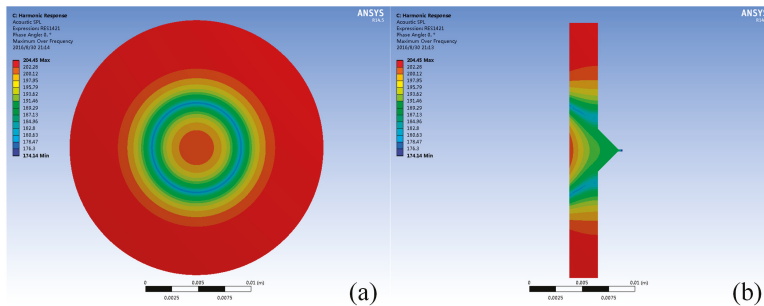 C: Harmonic Response
Acoustic SPL
Expression: RES1421
Phase Angle: 0, °
Maximum Over Frequency
2016/8/30 21:14
204.45 Max
202.28
200.12
197.95
195.79
193.62
191.46
189.29
187.13
184.96
182.8
180.63
178.47
176.3
174.14 Min
ANSYS
R14.5
0 0.005 0.01 (m)
0.0025 0.0075
(a)
C: Harmonic Response
Acoustic SPL
Expression: RES1421
Phase Angle: 0, °
Maximum Over Frequency
2016/8/30 21:13
204.45 Max
202.28
200.12
197.95
195.79
193.62
191.46
189.29
187.13
184.96
182.8
180.63
178.47
176.3
174.14 Min
ANSYS
R14.5
0 0.005 0.01 (m)
0.0025 0.0075
(b)